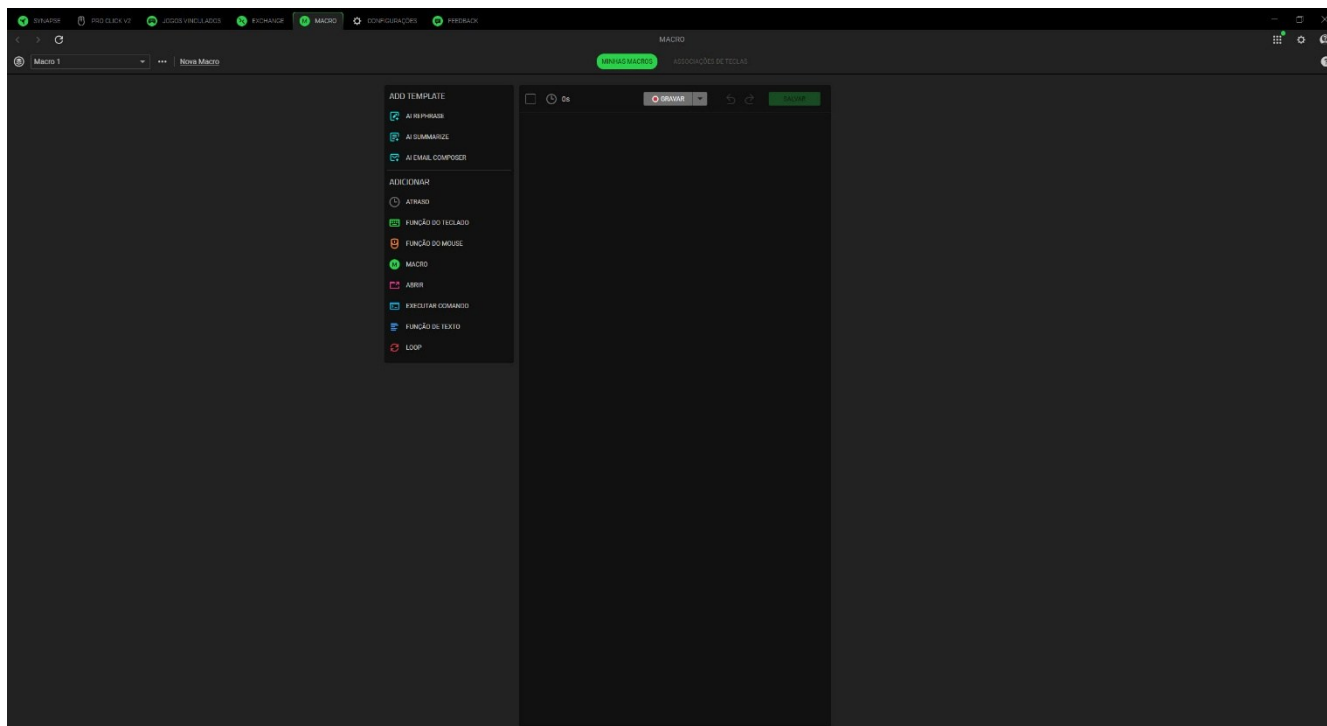 SYNAPSE PRO CLICK V2 JOGOS VINCULADOS EXCHANGE MACRO CONFIGURAÇÕES FEEDBACK
MACRO
Macro 1 Nova Macro MINHAS MACROS ASSOCIAÇÕES DE TECLAS
ADD TEMPLATE
AI REPHRASE
AI SUMMARIZE
AI EMAIL COMPOSER
ADICIONAR
ATRASO
FUNÇÃO DO TECLADO
FUNÇÃO DO MOUSE
M MACRO
ABRIR
EXECUTAR COMANDO
FUNÇÃO DE TEXTO
LOOP
0s GRAVAR SALVAR